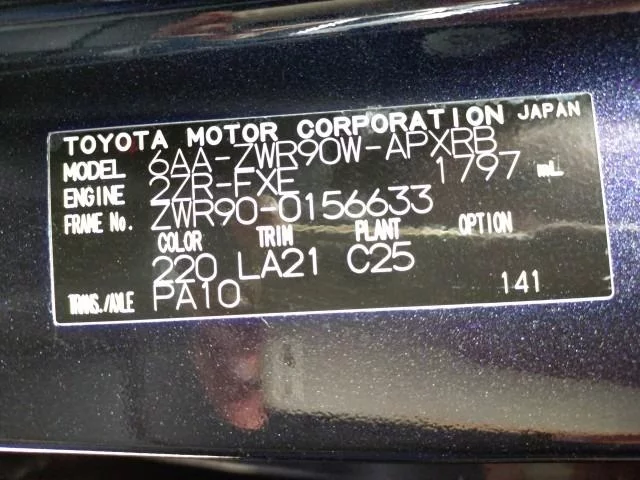 TOYOTA MOTOR CORPORATION JAPAN
MODEL 6AA-ZWR90W-APXRB
ENGINE 2ZR-FXE 1797 mL
FRAME No. ZWR90-0156633
COLOR TRIM PLANT OPTION
220 LA21 C25
TRANS./AXLE PA10 141